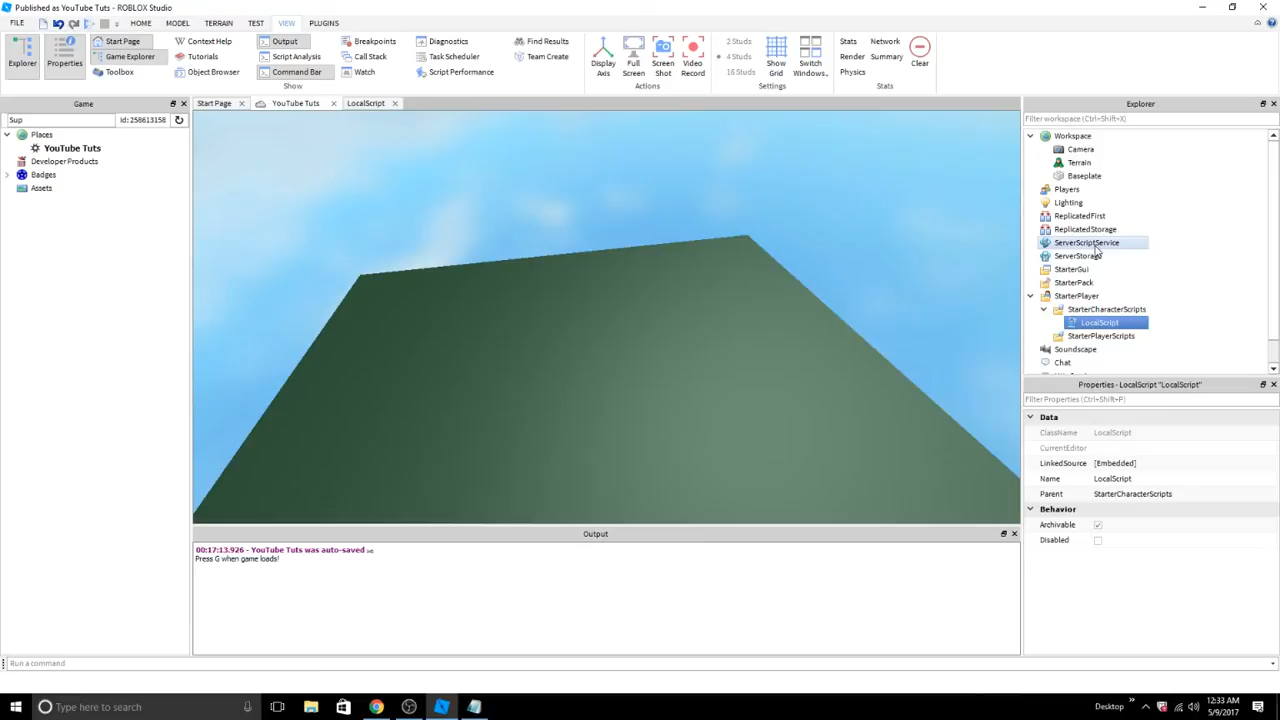 Published as YouTube Tuts - ROBLOX Studio
FILE HOME MODEL TERRAIN TEST VIEW PLUGINS
Explorer
Properties
Start Page
Game Explorer
Toolbox
Context Help
Tutorials
Object Browser
Output
Script Analysis
Command Bar
Breakpoints
Call Stack
Watch
Diagnostics
Task Scheduler
Script Performance
Find Results
Team Create
Show
Display Axis
Full Screen
Screen Shot
Video Record
Actions
2 Studs
4 Studs
16 Studs
Show Grid
Switch Windows..
Settings
Stats Network
Render Summary
Physics
Clear
Stats
Game
Sup Id: 258613158
Places
YouTube Tuts
Developer Products
Badges
Assets
Start Page YouTube Tuts LocalScript
Explorer
Filter workspace (Ctrl+Shift+X)
Workspace
Camera
Terrain
Baseplate
Players
Lighting
ReplicatedFirst
ReplicatedStorage
ServerScriptService
ServerStorage
StarterGui
StarterPack
StarterPlayer
StarterCharacterScripts
LocalScript
StarterPlayerScripts
Soundscape
Chat
Properties - LocalScript "LocalScript"
Filter Properties (Ctrl+Shift+P)
Data
ClassName LocalScript
CurrentEditor
LinkedSource [Embedded]
Name LocalScript
Parent StarterCharacterScripts
Behavior
Archivable
Disabled
Output
00:17:13.926 - YouTube Tuts was auto-saved
Press G when game loads!
Run a command
Type here to search
Desktop
12:33 AM
5/9/2017